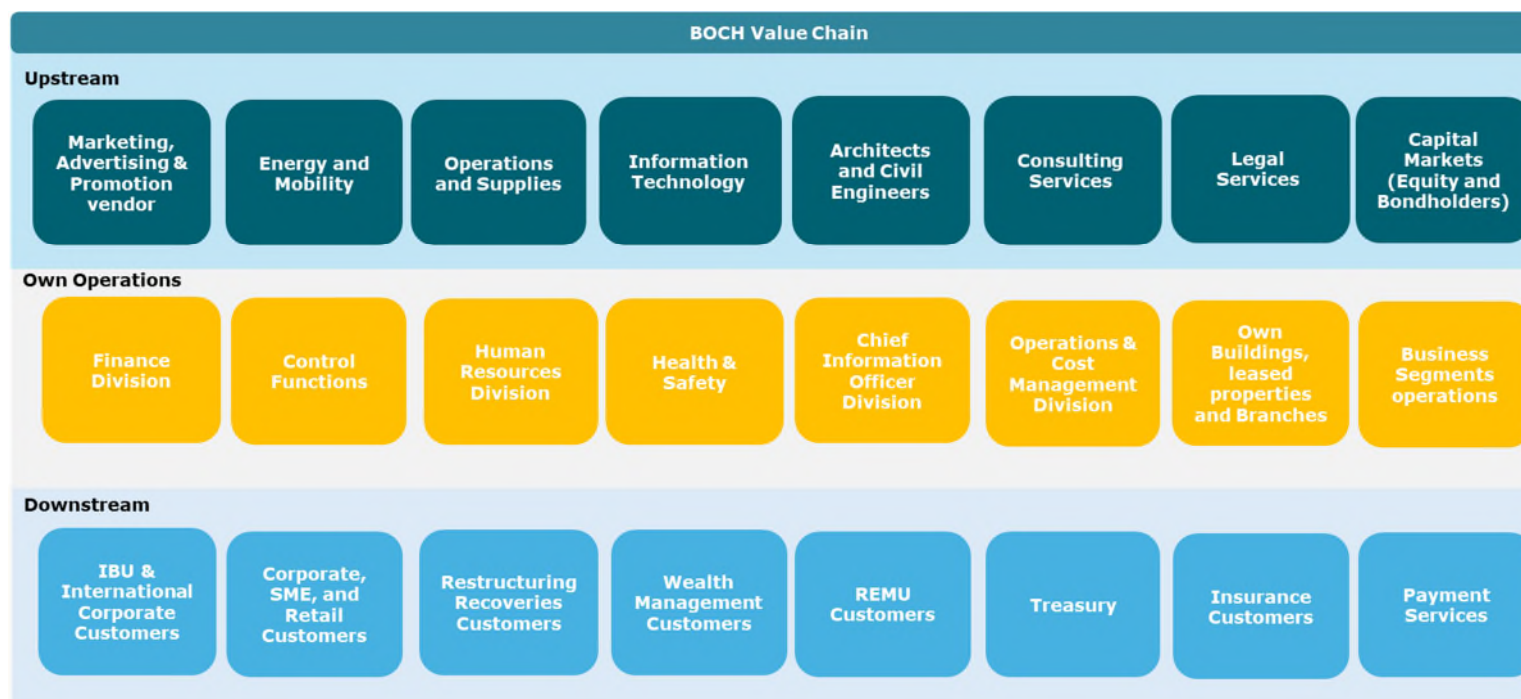 BOCH Value Chain
Upstream
Marketing,
Advertising &
Promotion
vendor
Energy and
Mobility
Operations
and Supplies
Information
Technology
Architects
and Civil
Engineers
Consulting
Services
Legal
Services
Capital
Markets
(Equity and
Bondholders)
Own Operations
Finance
Division
Control
Functions
Human
Resources
Division
Health &
Safety
Chief
Information
Officer
Division
Operations &
Cost
Management
Division
Own
Buildings,
leased
properties
and Branches
Business
Segments
operations
Downstream
IBU &
International
Corporate
Customers
Corporate,
SME, and
Retail
Customers
Restructuring
Recoveries
Customers
Wealth
Management
Customers
REMU
Customers
Treasury
Insurance
Customers
Payment
Services